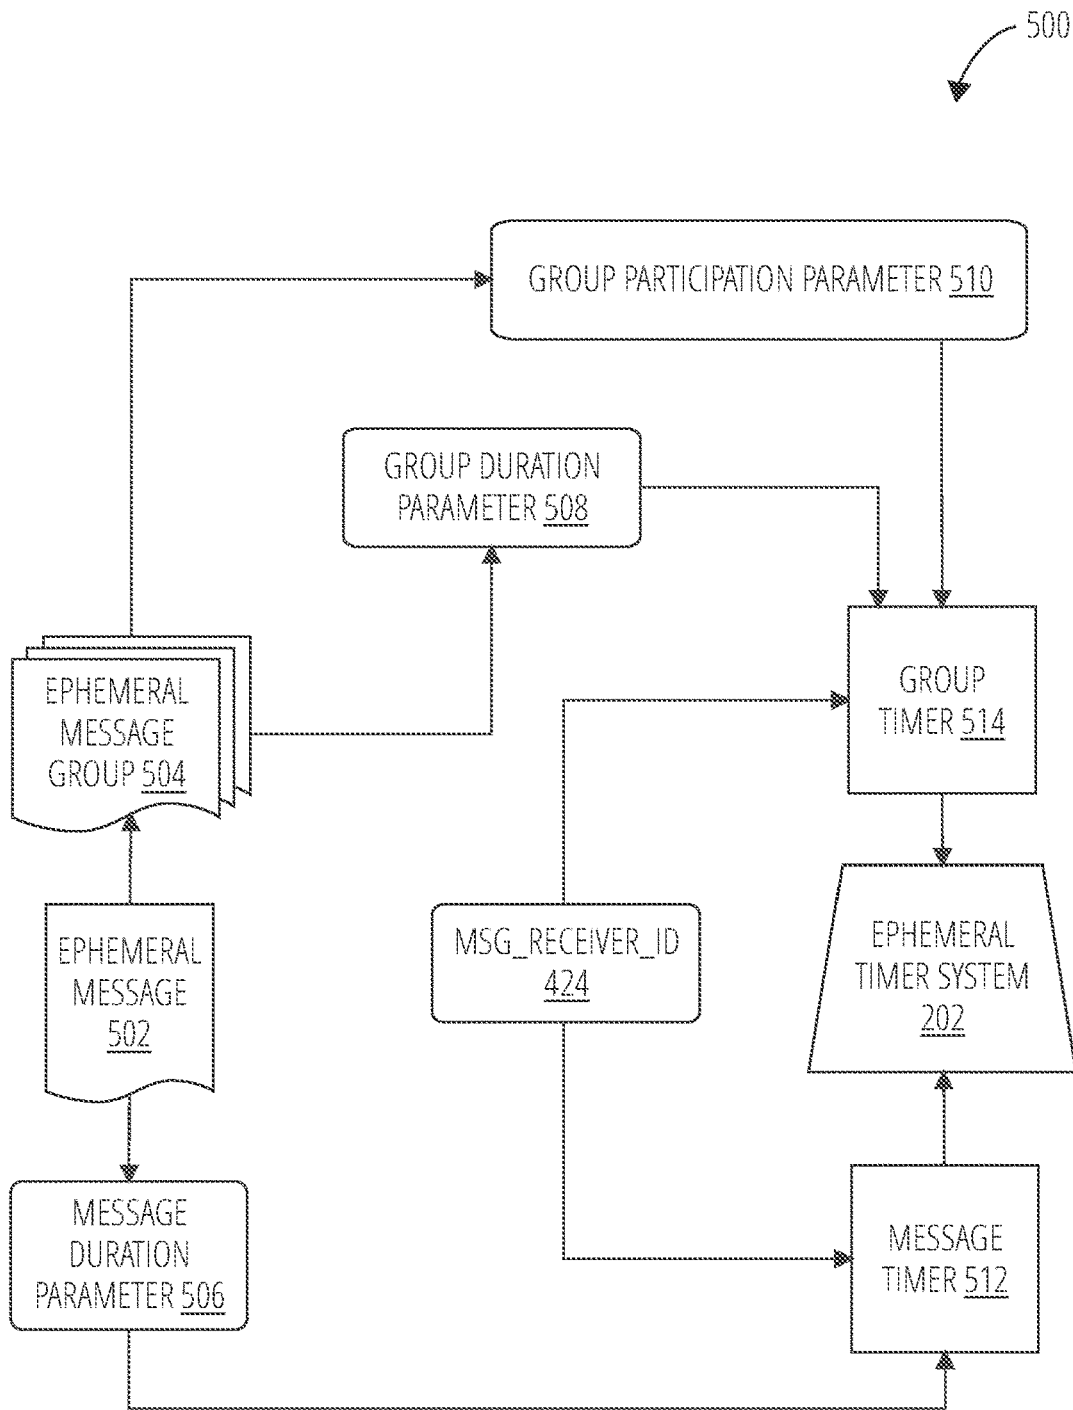 500
GROUP PARTICIPATION PARAMETER 510
GROUP DURATION
PARAMETER 508
EPHEMERAL
MESSAGE
GROUP 504
GROUP
TIMER 514
EPHEMERAL
MESSAGE
502
MSG_RECEIVER_ID
424
EPHEMERAL
TIMER SYSTEM
202
MESSAGE
DURATION
PARAMETER 506
MESSAGE
TIMER 512